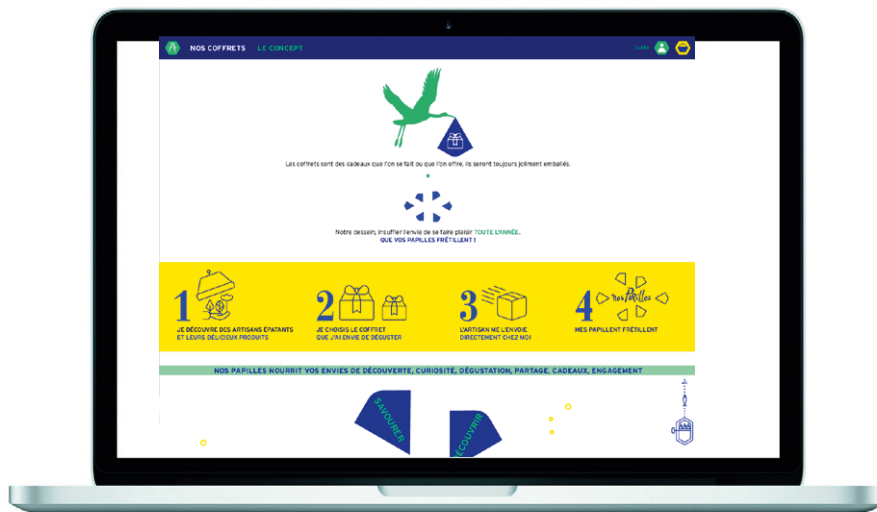 NOS COFFRETS LE CONCEPT
Les coffrets sont des cadeaux que l'on se fait ou que l'on offre, ils seront toujours joliment emballés.
Notre dessein, insuffler l'envie de se faire plaisir TOUTE L'ANNÉE.
QUE VOS PAPILLES FRÉTILLENT !
1
JE DÉCOUVRE DES ARTISANS ÉPATANTS
ET LEURS DÉLICIEUX PRODUITS
2
JE CHOISIS LE COFFRET
QUE J'AI ENVIE DE DÉGUSTER
3
L'ARTISAN ME L'ENVOIE
DIRECTEMENT CHEZ MOI
4
nos Papilles
MES PAPILLENT FRÉTILLENT
NOS PAPILLES NOURRIT VOS ENVIES DE DÉCOUVERTE, CURIOSITÉ, DÉGUSTATION, PARTAGE, CADEAUX, ENGAGEMENT
SAVOURER
DÉCOUVRIR